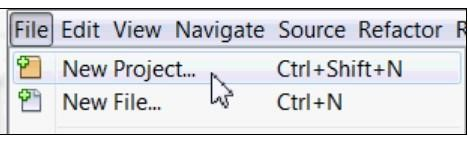 File Edit View Navigate Source Refactor R
New Project... Ctrl+Shift+N
New File... Ctrl+N